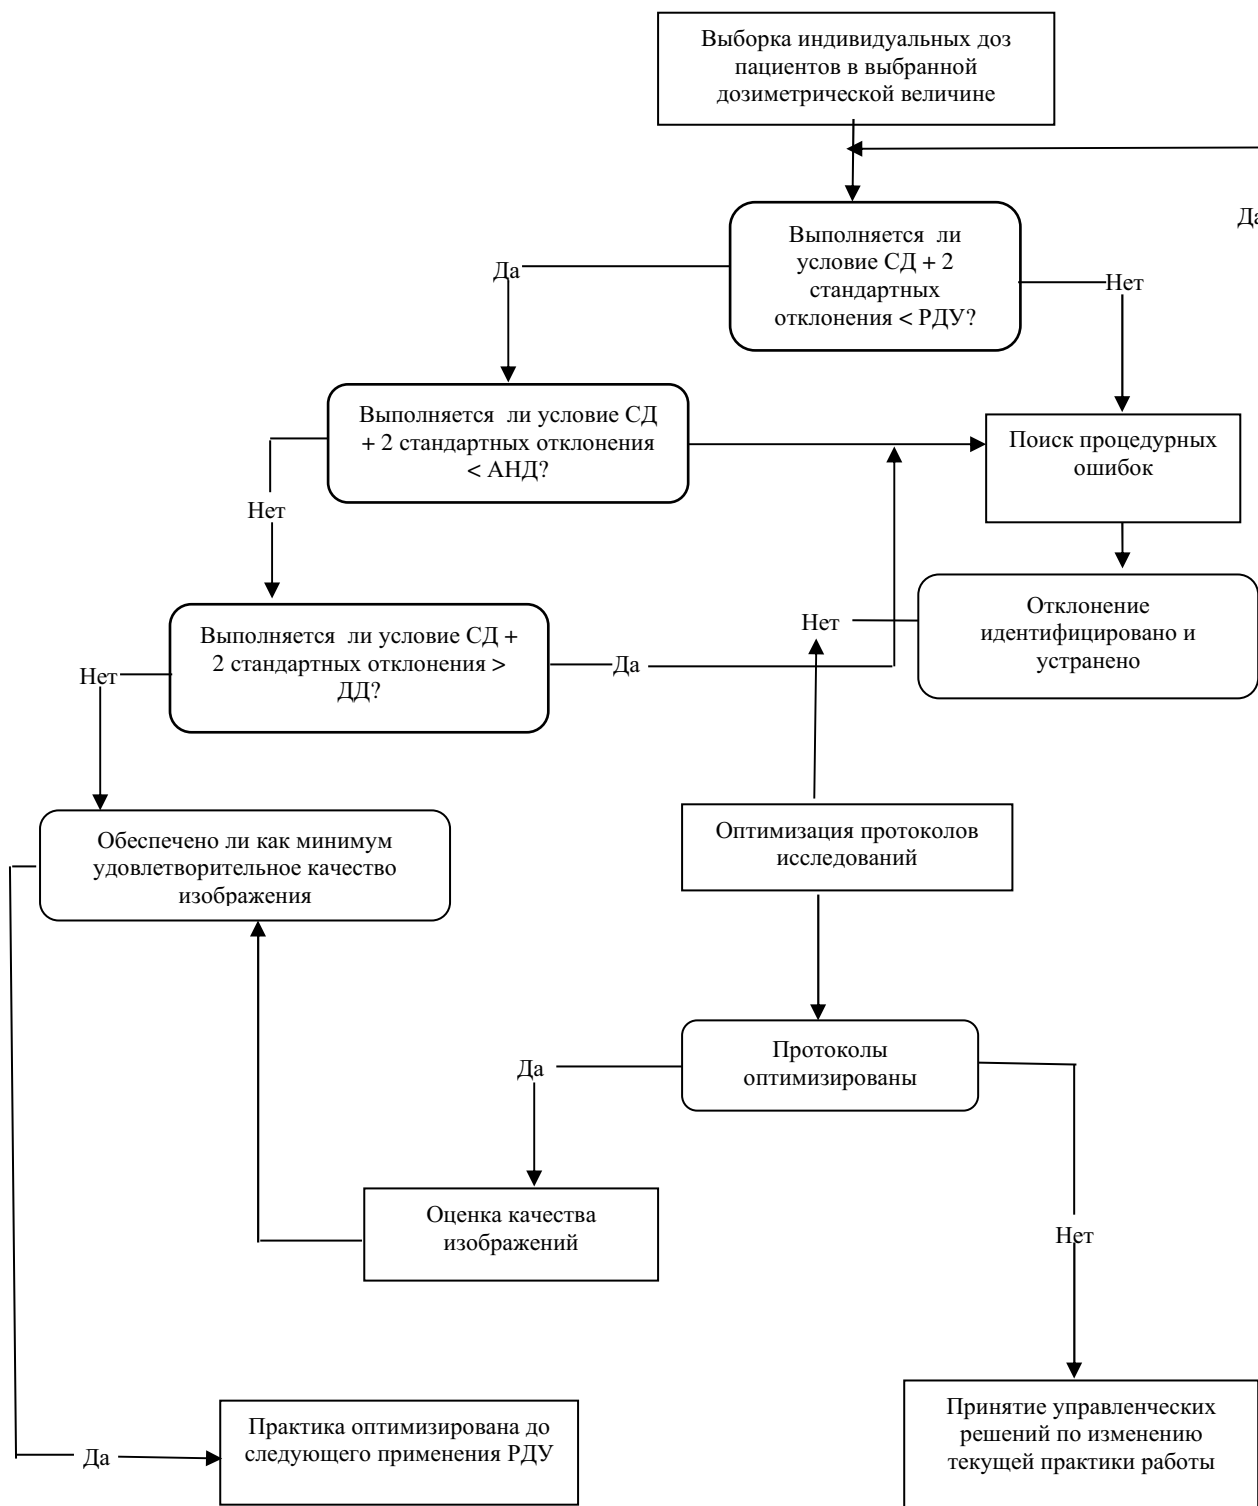 Выборка индивидуальных доз
пациентов в выбранной
дозиметрической величине
Да
Выполняется ли
условие СД + 2
стандартных
отклонения < РДУ?
Да
Нет
Выполняется ли условие СД
+ 2 стандартных отклонения
< АНД?
Поиск процедурных
ошибок
Нет
Отклонение
идентифицировано и
устранено
Нет
Выполняется ли условие СД +
2 стандартных отклонения >
ДД?
Да
Нет
Обеспечено ли как минимум
удовлетворительное качество
изображения
Оптимизация протоколов
исследований
Протоколы
оптимизированы
Да
Оценка качества
изображений
Нет
Принятие управленческих
решений по изменению
текущей практики работы
Практика оптимизирована до
следующего применения РДУ
Да